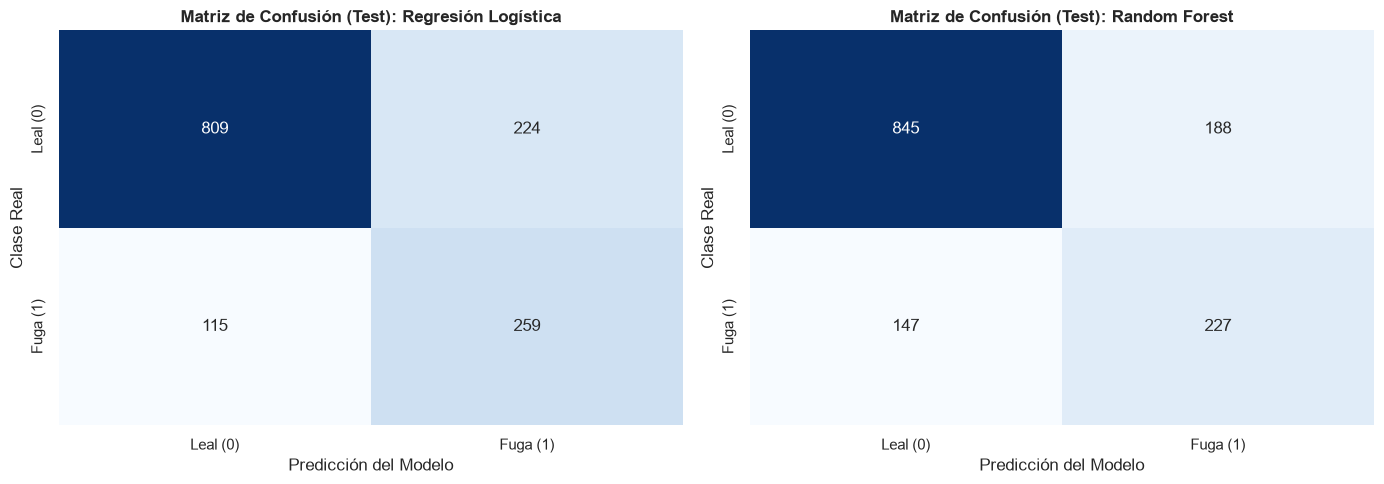 Matriz de Confusión (Test): Regresión Logística
Clase Real
Leal (0)
809
224
Fuga (1)
115
259
Leal (0)
Fuga (1)
Predicción del Modelo
Matriz de Confusión (Test): Random Forest
Clase Real
Leal (0)
845
188
Fuga (1)
147
227
Leal (0)
Fuga (1)
Predicción del Modelo